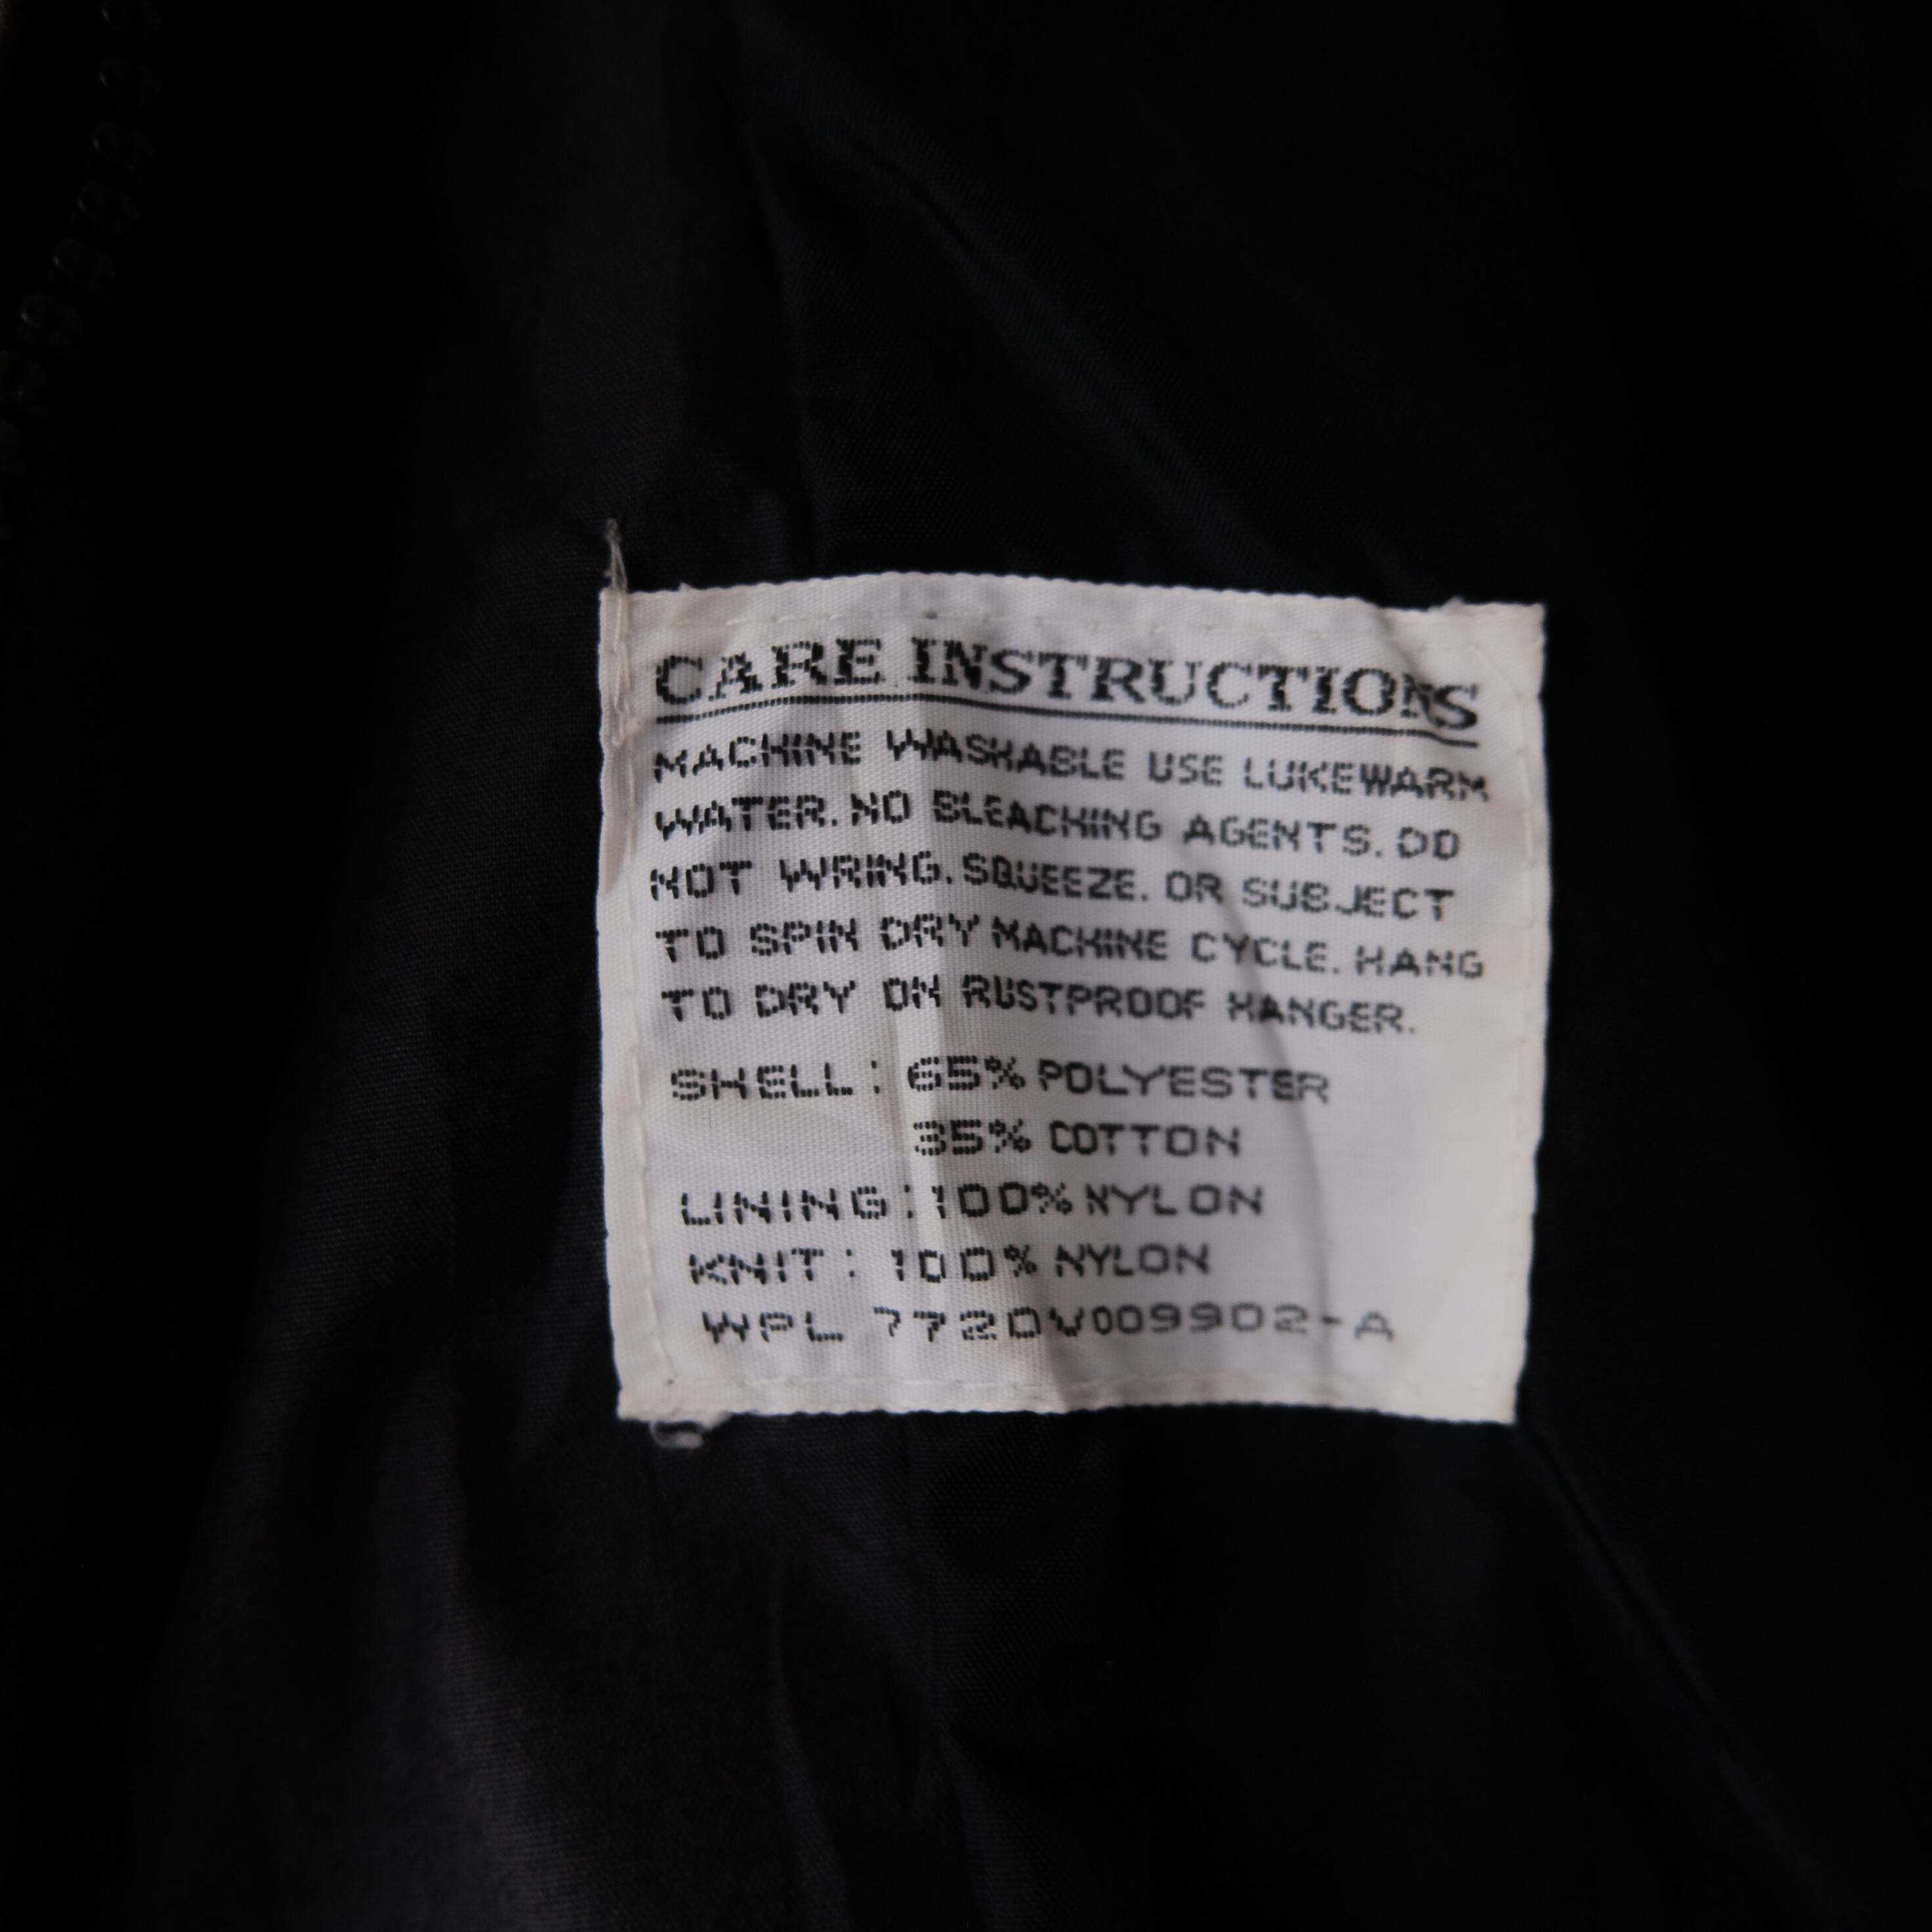 CARE INSTRUCTIONS
MACHINE WASHABLE USE LUKEWARM
WATER. NO BLEACHING AGENTS. DO
NOT WRING. SQUEEZE. OR SUBJECT
TO SPIN DRY MACHINE CYCLE. HANG
TO DRY ON RUSTPROOF HANGER.
SHELL: 65% POLYESTER
35% COTTON
LINING: 100% NYLON
KNIT: 100% NYLON
WPL 7720V009902-A